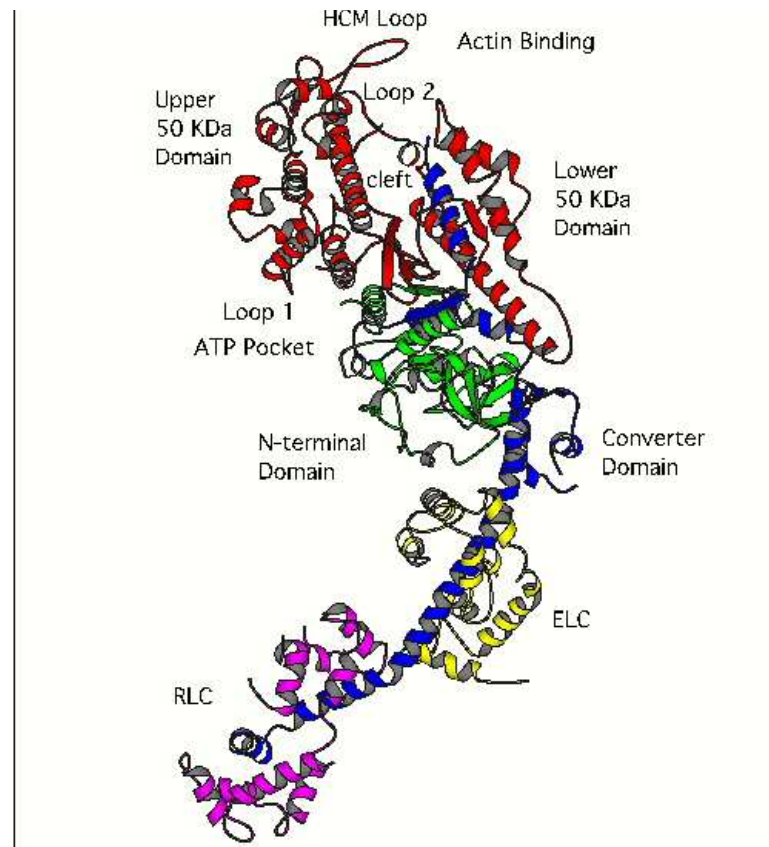 HCM Loop
Actin Binding
Loop 2
Upper
50 KDa
Domain
cleft
Lower
50 KDa
Domain
Loop 1
ATP Pocket
N-terminal
Domain
Converter
Domain
ELC
RLC